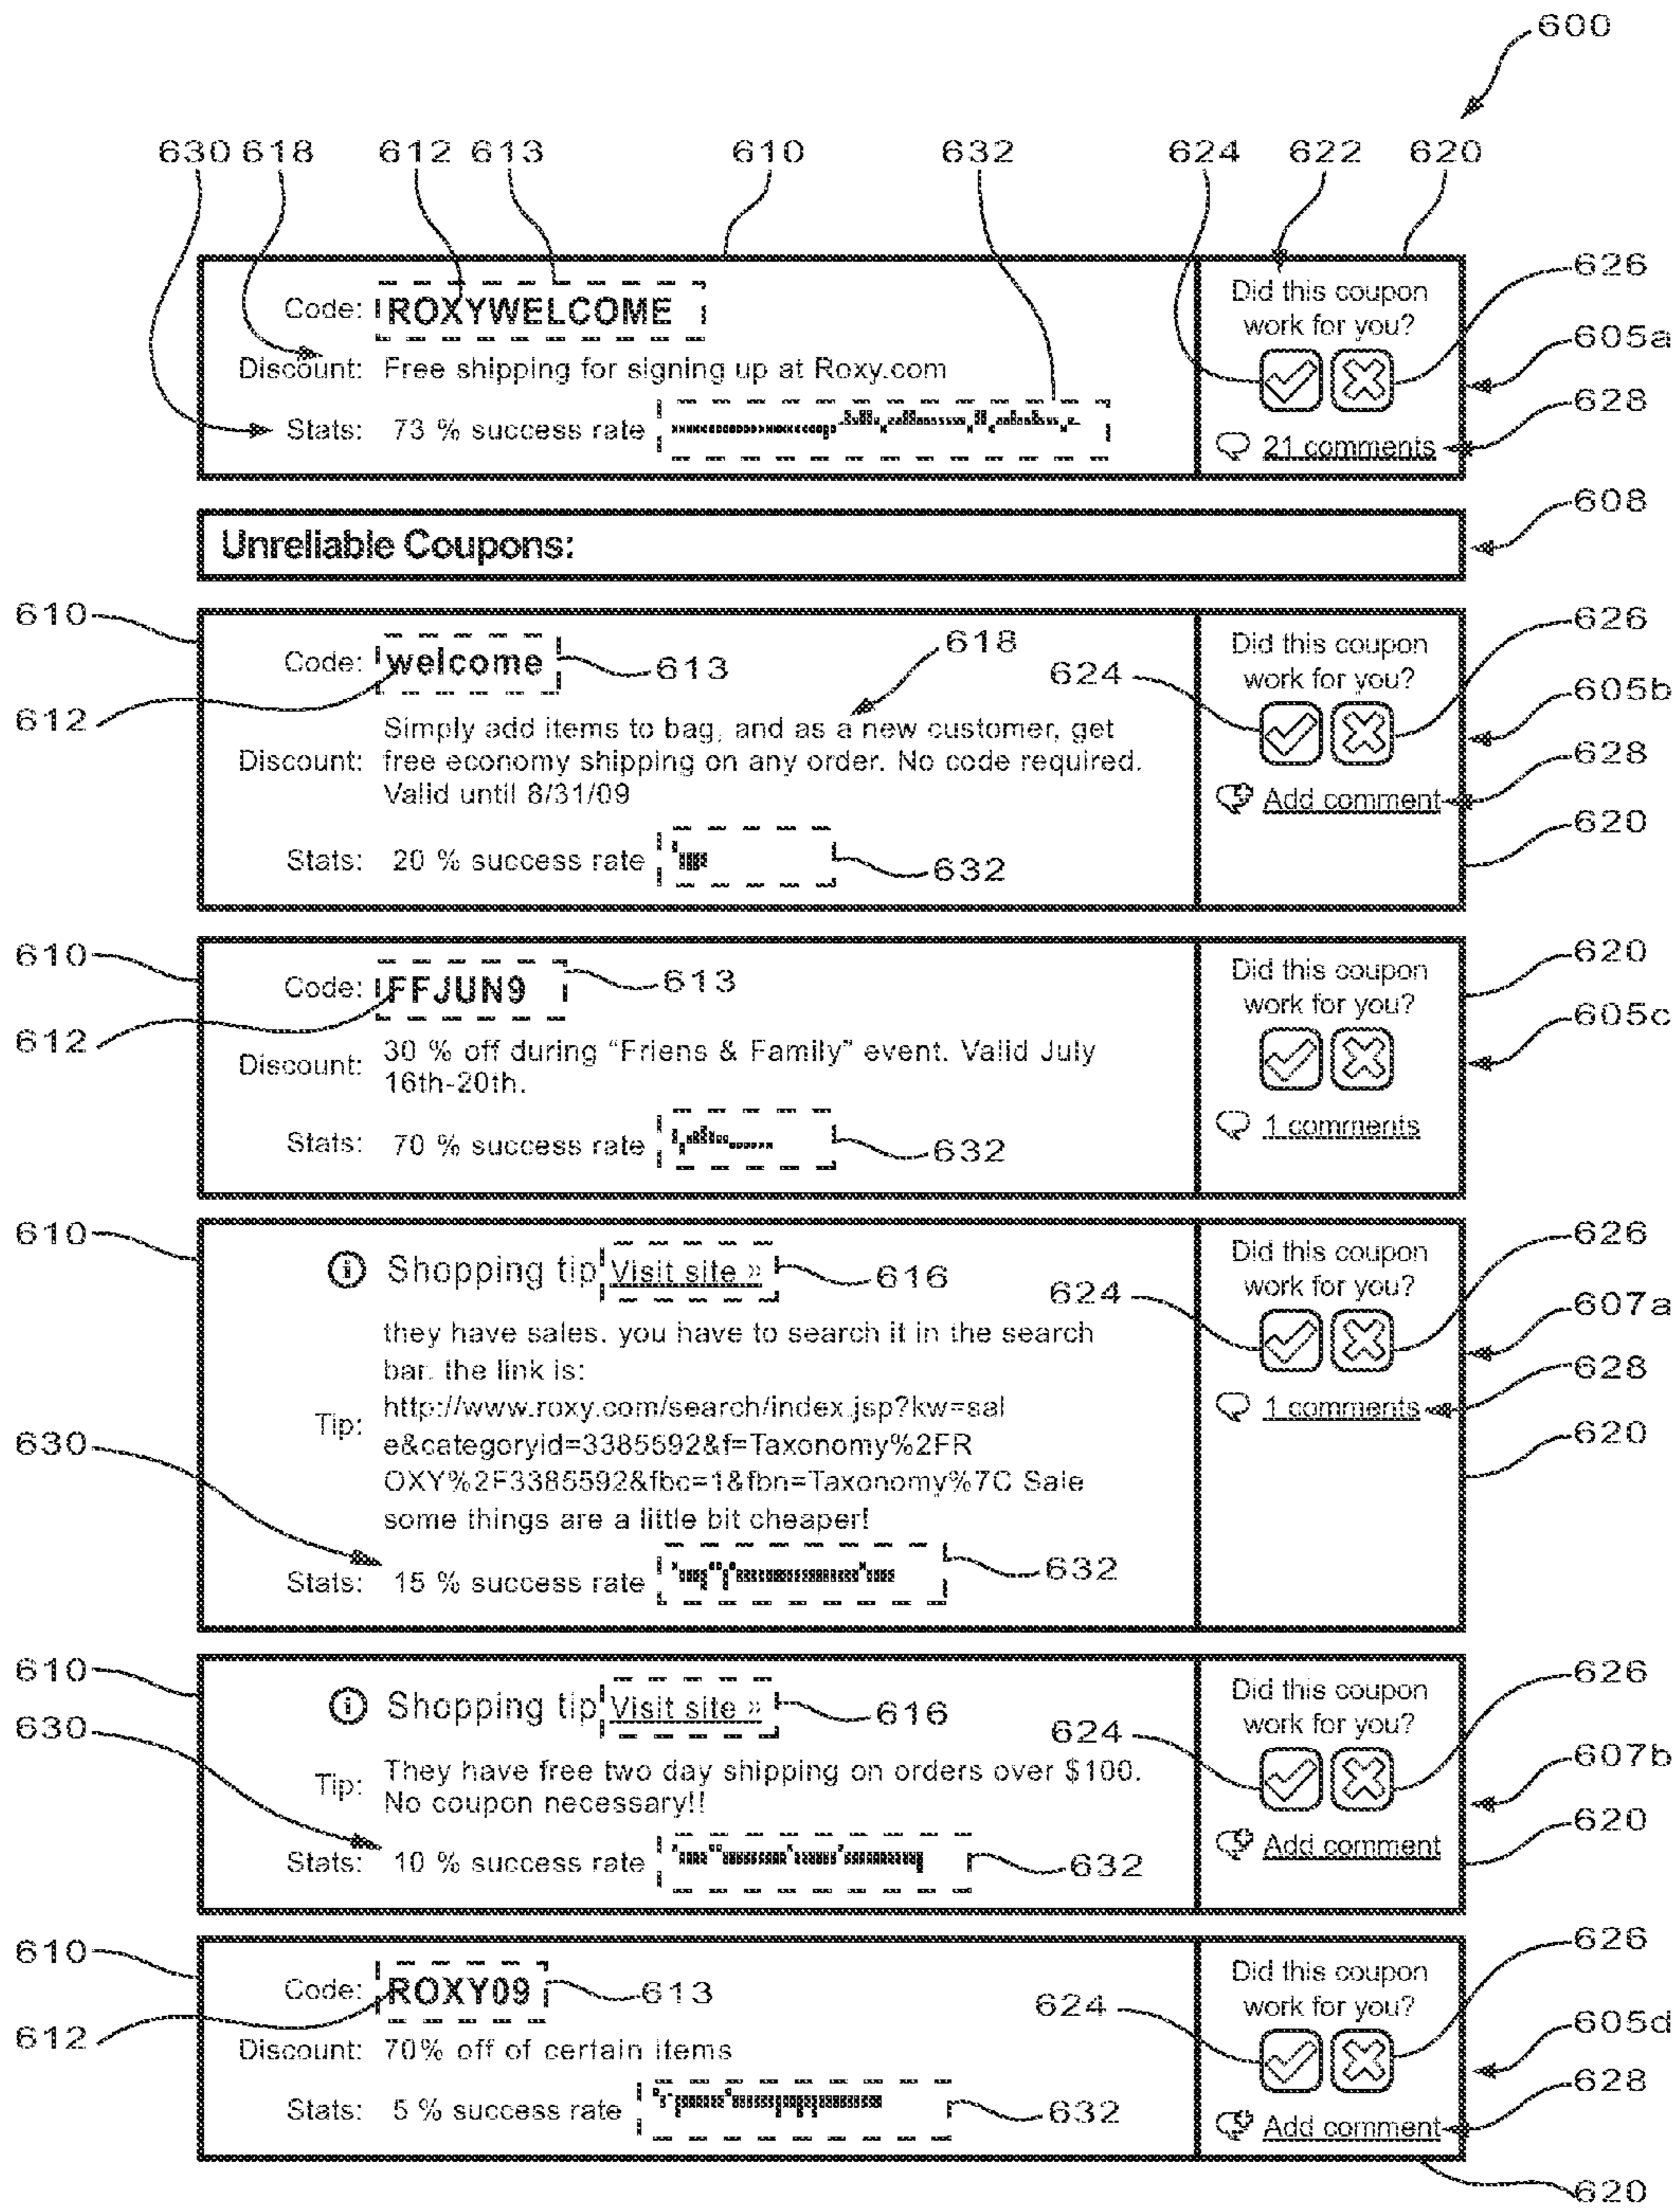 600
630 618 612 613 610 632 624 622 620
Code: ROXYWELCOME
Discount: Free shipping for signing up at Roxy.com
Stats: 73 % success rate
Did this coupon
work for you?
21 comments
626
605a
628
Unreliable Coupons:
608
610
612
Code: welcome
613
618
624
Simply add items to bag, and as a new customer, get
Discount: free economy shipping on any order. No code required.
Valid until 8/31/09
Stats: 20 % success rate
632
Did this coupon
work for you?
Add comment
626
605b
628
620
610
612
Code: FFJUN9
613
Discount: 30 % off during “Friens & Family” event. Valid July
16th-20th.
Stats: 70 % success rate
632
Did this coupon
work for you?
1 comments
620
605c
610
630
Shopping tip Visit site »
616
624
they have sales. you have to search it in the search
bar. the link is:
http://www.roxy.com/search/index.jsp?kw=sal
Tip:
e&categoryid=3385592&f=Taxonomy%2FR
OXY%2F3385592&fbc=1&fbn=Taxonomy%7C Sale
some things are a little bit cheaper!
Stats: 15 % success rate
632
Did this coupon
work for you?
1 comments
626
607a
628
620
610
630
Shopping tip Visit site »
616
624
Tip: They have free two day shipping on orders over $100.
No coupon necessary!!
Stats: 10 % success rate
632
Did this coupon
work for you?
Add comment
626
607b
620
610
612
Code: ROXY09
613
624
Discount: 70% off of certain items
Stats: 5 % success rate
632
Did this coupon
work for you?
Add comment
626
605d
628
620